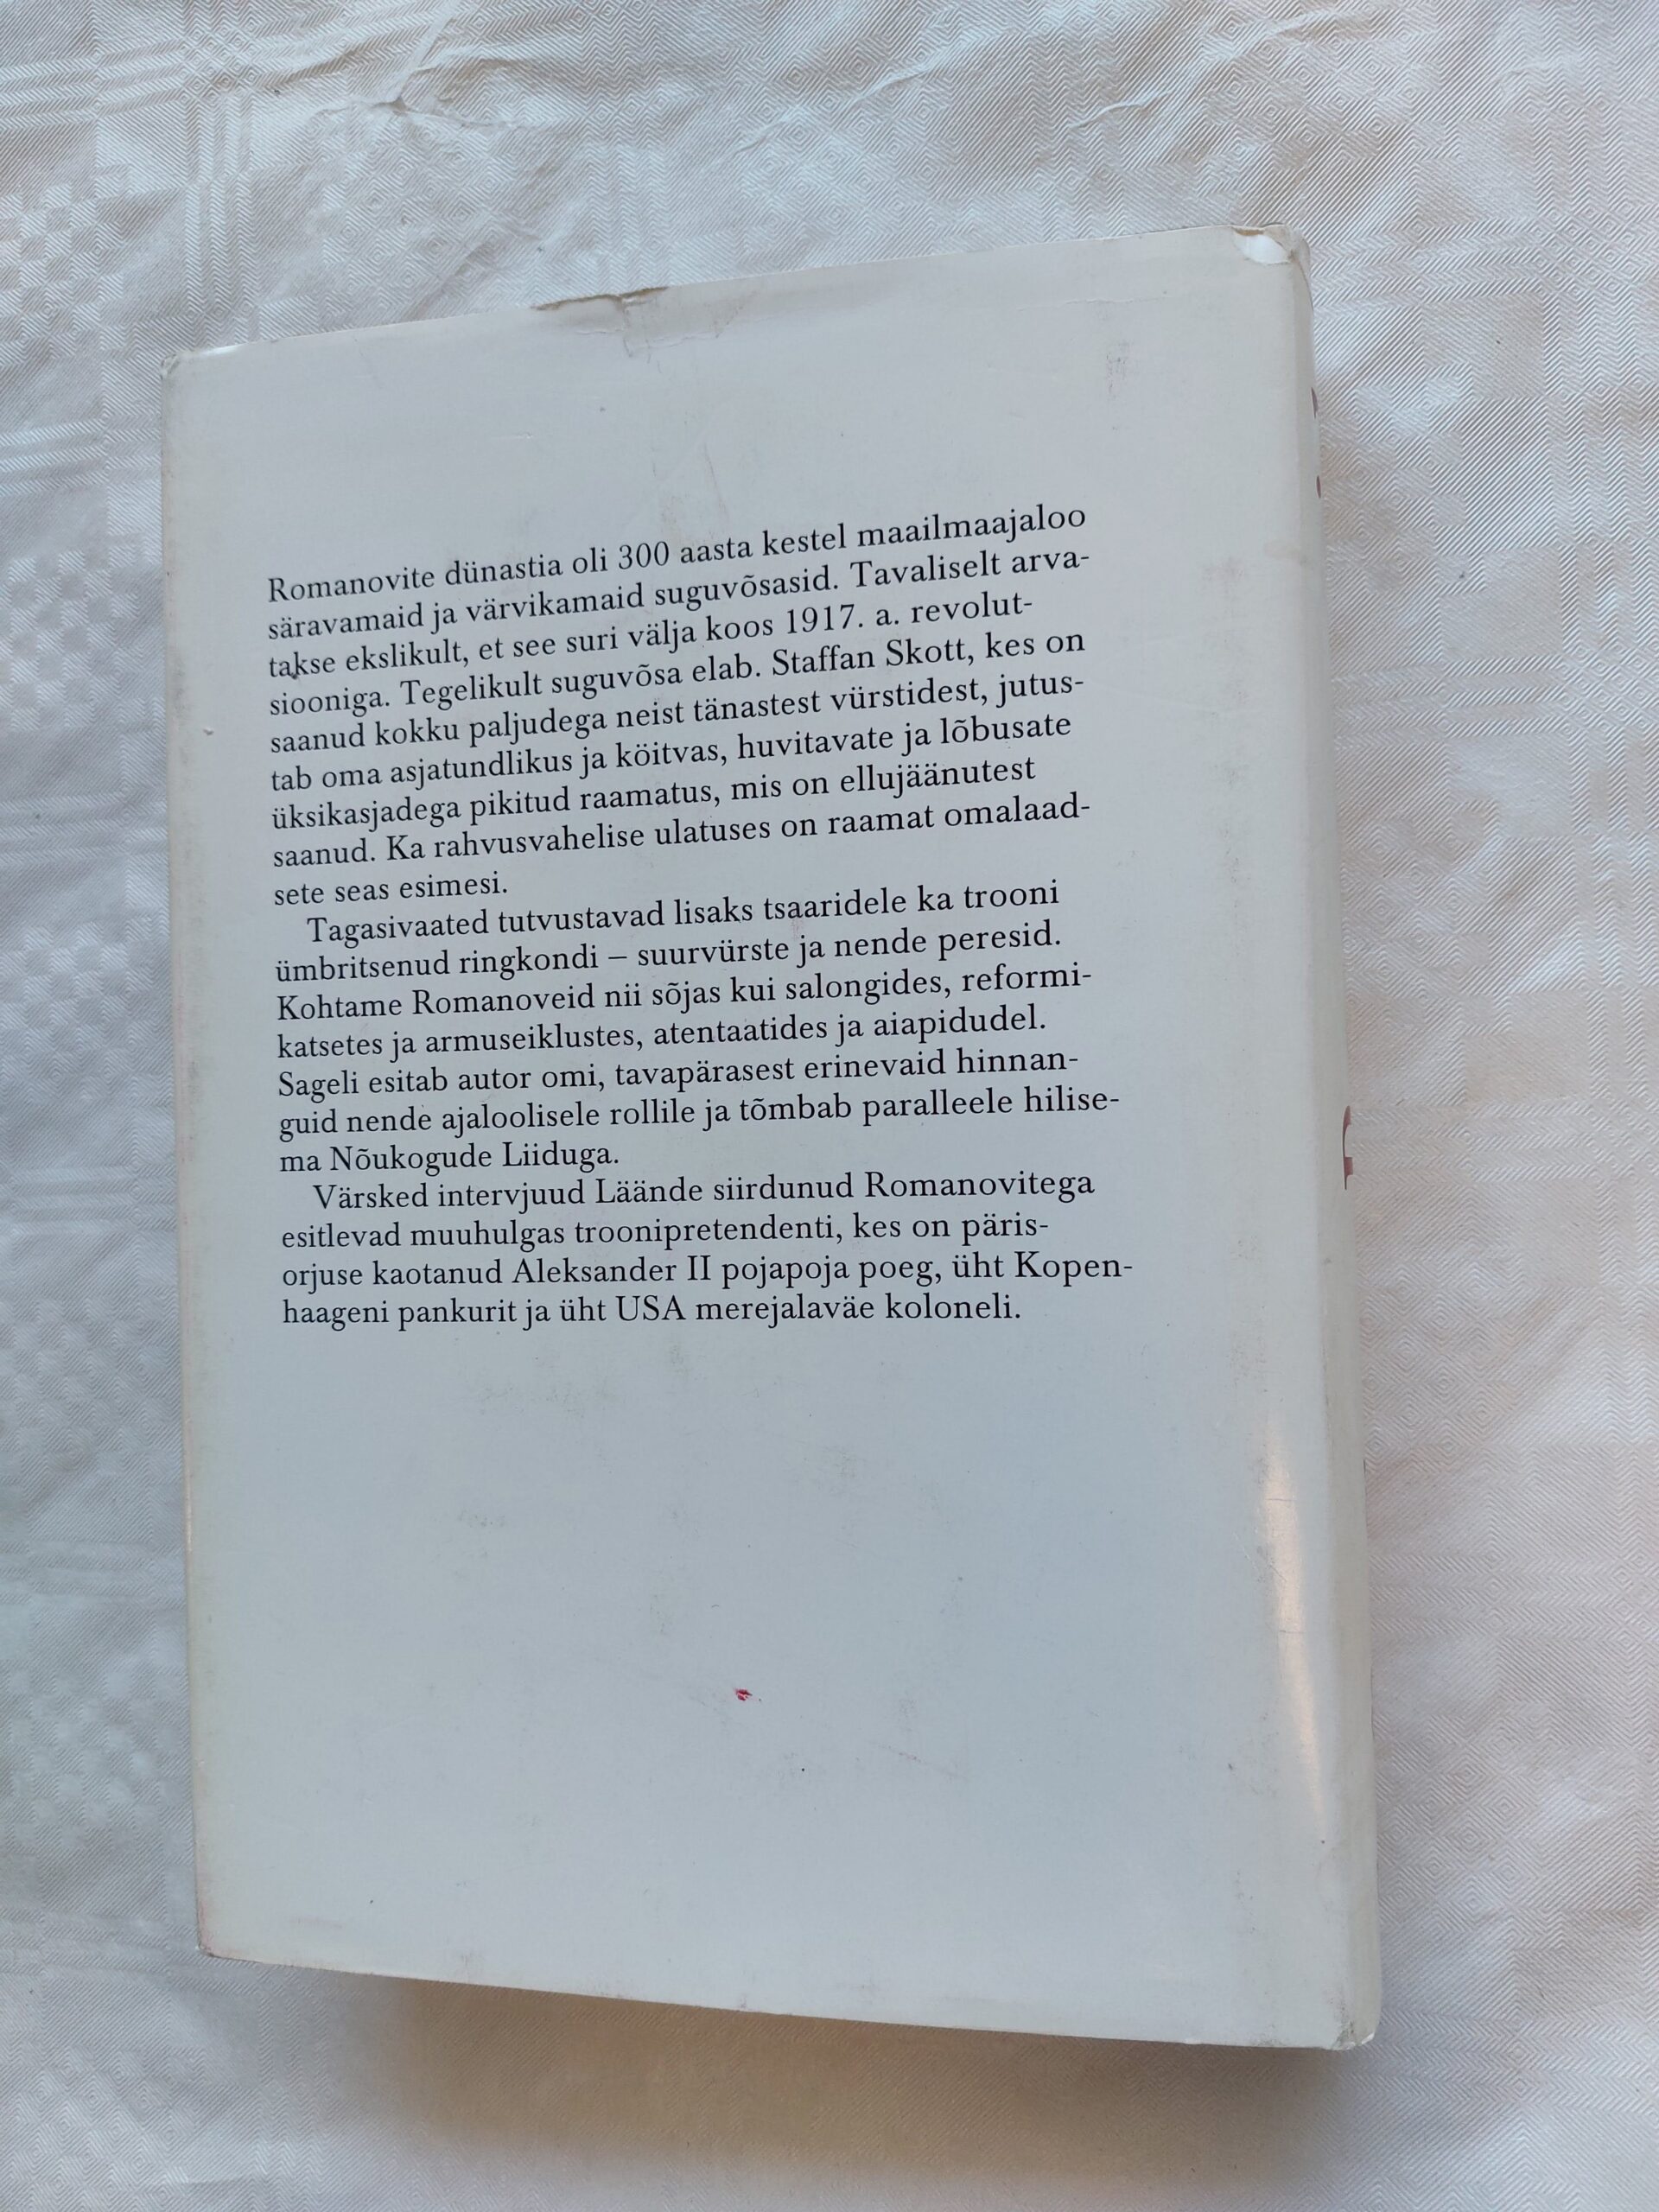 Romanovite dünastia oli 300 aasta kestel maailmaajaloo
säravamaid ja värvikamaid suguvõsasid. Tavaliselt arva-
takse ekslikult, et see suri välja koos 1917. a. revolut-
siooniga. Tegelikult suguvõsa elab. Staffan Skott, kes on
saanud kokku paljudega neist tänastest vürstidest, jutus-
tab oma asjatundlikus ja köitvas, huvitavate ja lõbusate
üksikasjadega pikitud raamatus, mis on ellujäänutest
saanud. Ka rahvusvahelise ulatuses on raamat omalaad-
sete seas esimesi.
Tagasivaated tutvustavad lisaks tsaaridele ka trooni
ümbritsenud ringkondi – suurvürste ja nende peresid.
Kohtame Romanoveid nii sõjas kui salongides, reformi-
katsetes ja armuseiklustes, atentaatides ja aiapidudel.
Sageli esitab autor omi, tavapärasest erinevaid hinnan-
guid nende ajaloolisele rollile ja tõmbab paralleele hilise-
ma Nõukogude Liiduga.
Värsked intervjuud Läände siirdunud Romanovitega
esitlevad muuhulgas troonipretendenti, kes on päris-
orjuse kaotanud Aleksander II pojapoja poeg, üht Kopen-
haageni pankurit ja üht USA merejalaväe koloneli.